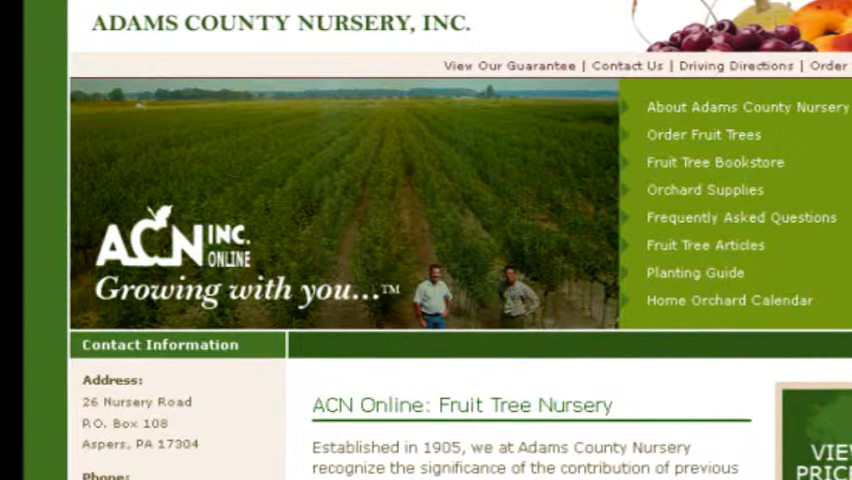 ADAMS COUNTY NURSERY, INC.
View Our Guarantee | Contact Us | Driving Directions | Order
About Adams County Nursery
Order Fruit Trees
Fruit Tree Bookstore
Orchard Supplies
Frequently Asked Questions
Fruit Tree Articles
Planting Guide
Home Orchard Calendar
ACN INC.
ONLINE
Growing with you...™
Contact Information
Address:
26 Nursery Road
P.O. Box 108
Aspers, PA 17304
Phone:
ACN Online: Fruit Tree Nursery
Established in 1905, we at Adams County Nursery
recognize the significance of the contribution of previous